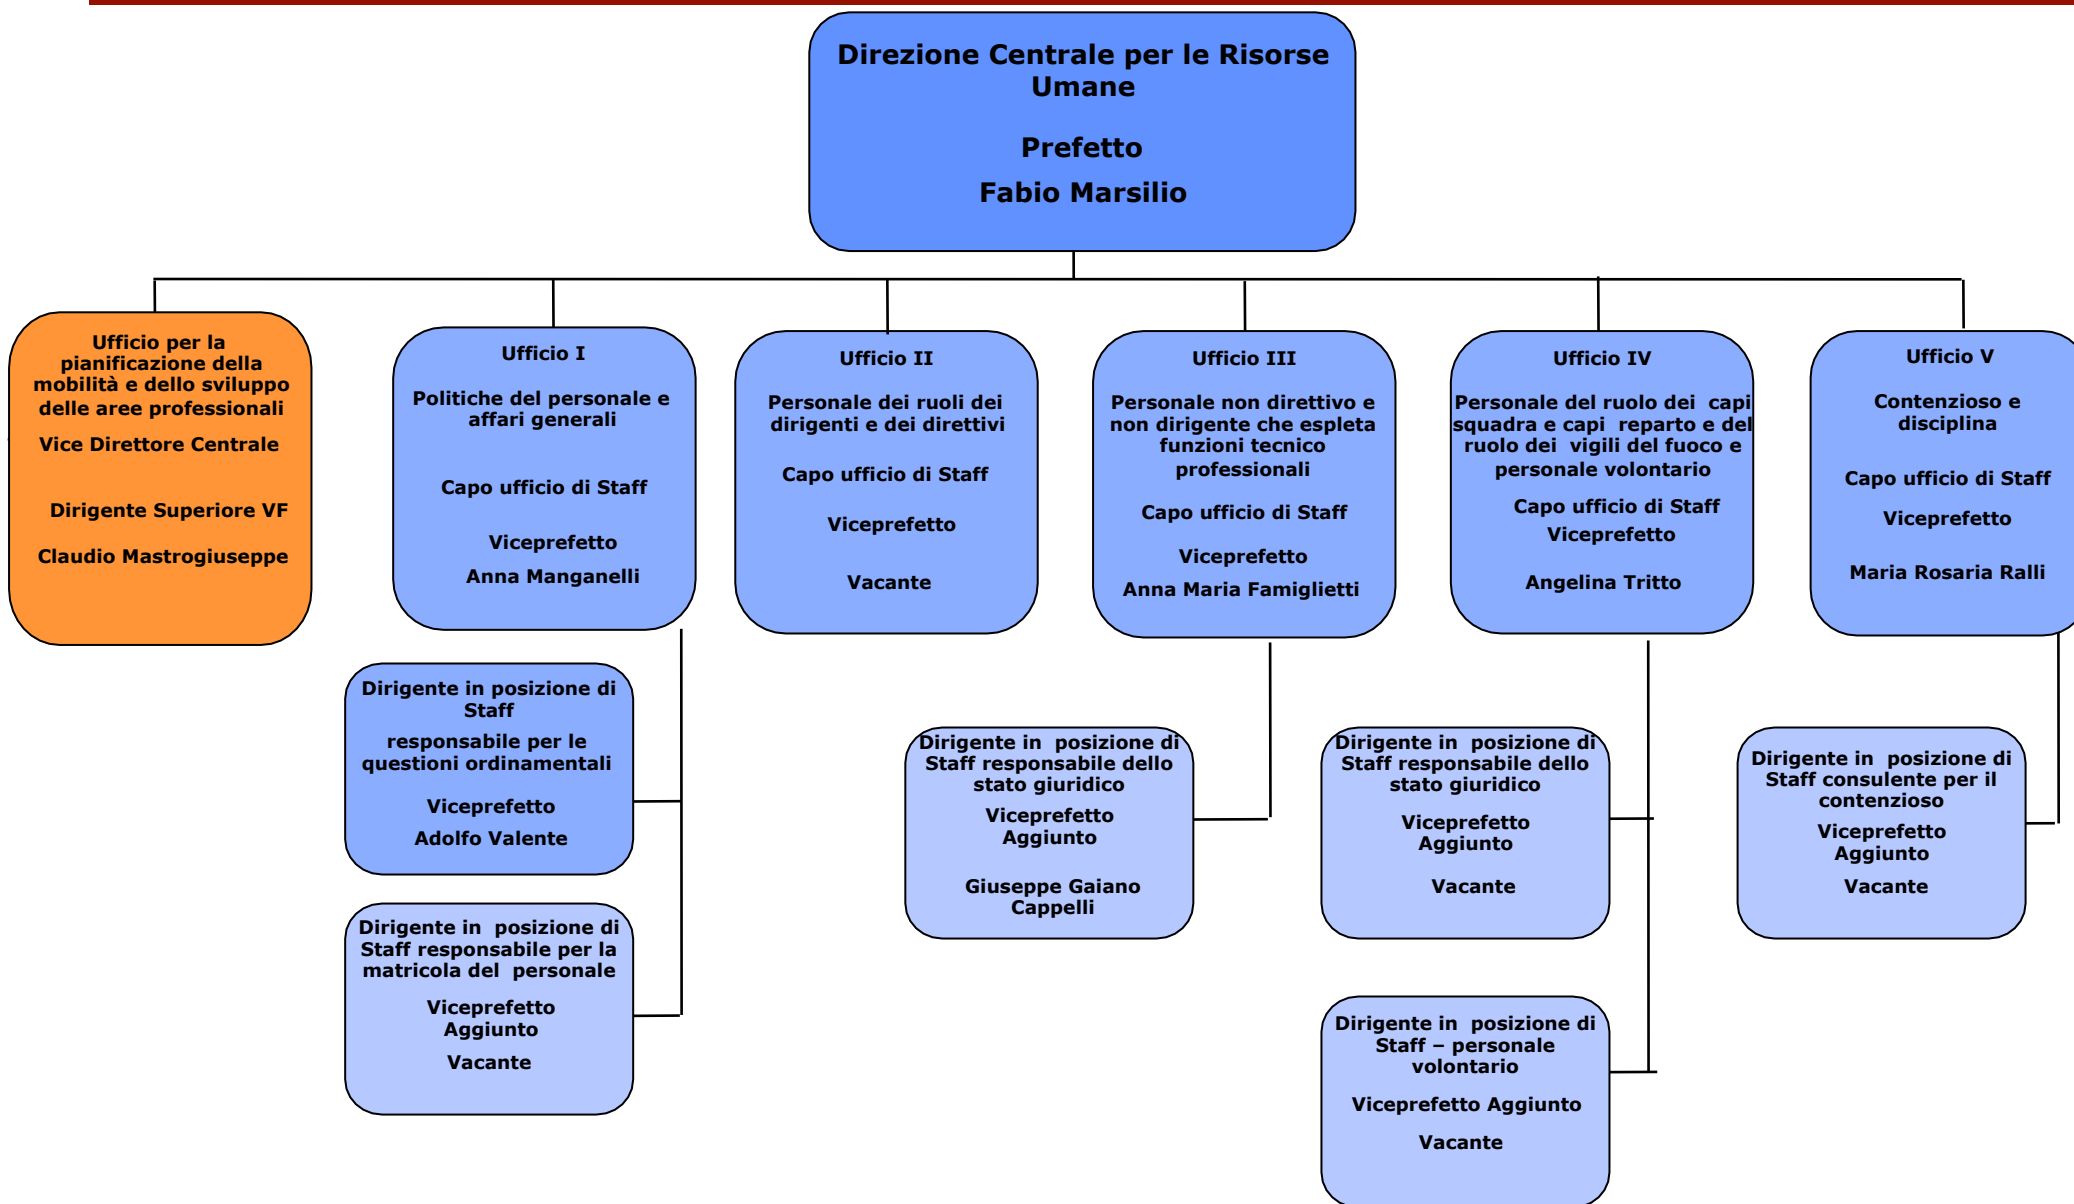 Direzione Centrale per le Risorse
Umane
Prefetto
Fabio Marsilio
Ufficio per la
pianificazione della
mobilità e dello sviluppo
delle aree professionali
Vice Direttore Centrale
Dirigente Superiore VF
Claudio Mastrogiuseppe
Ufficio I
Politiche del personale e
affari generali
Capo ufficio di Staff
Viceprefetto
Anna Manganelli
Ufficio II
Personale dei ruoli dei
dirigenti e dei direttivi
Capo ufficio di Staff
Viceprefetto
Vacante
Ufficio III
Personale non direttivo e
non dirigente che espleta
funzioni tecnico
professionali
Capo ufficio di Staff
Viceprefetto
Anna Maria Famiglietti
Ufficio IV
Personale del ruolo dei  capi
squadra e capi  reparto e del
ruolo dei  vigili del fuoco e
personale volontario
Capo ufficio di Staff
Viceprefetto
Angelina Tritto
Ufficio V
Contenzioso e
disciplina
Capo ufficio di Staff
Viceprefetto
Maria Rosaria Ralli
Dirigente in posizione di
Staff
responsabile per le
questioni ordinamentali
Viceprefetto
Adolfo Valente
Dirigente in  posizione di
Staff responsabile per la
matricola del  personale
Viceprefetto
Aggiunto
Vacante
Dirigente in  posizione di
Staff responsabile dello
stato giuridico
Viceprefetto
Aggiunto
Giuseppe Gaiano
Cappelli
Dirigente in  posizione di
Staff responsabile dello
stato giuridico
Viceprefetto
Aggiunto
Vacante
Dirigente in  posizione di
Staff – personale
volontario
Viceprefetto Aggiunto
Vacante
Dirigente in  posizione di
Staff consulente per il
contenzioso
Viceprefetto
Aggiunto
Vacante